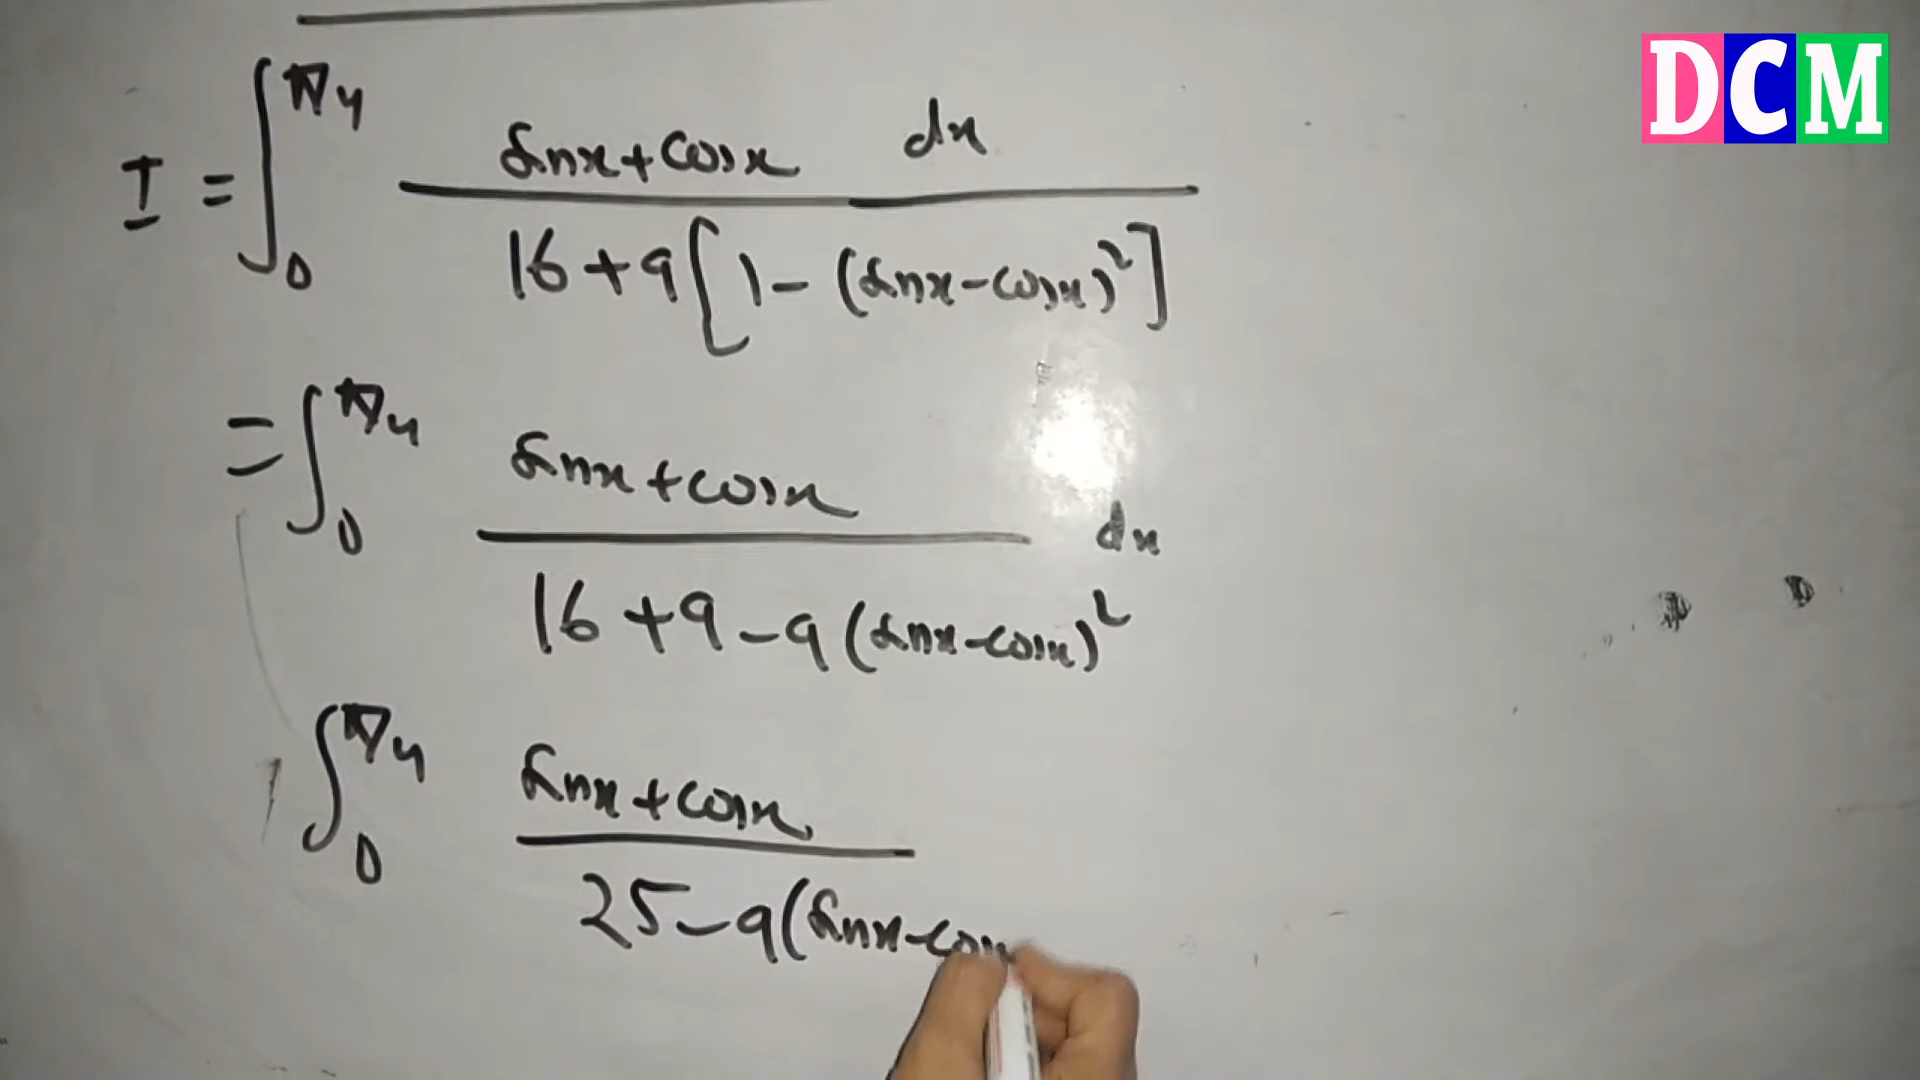 DCM
I = ∫₀^{π/4} (sinx + cosx dx) / (16 + 9[1 - (sinx - cosx)²])
= ∫₀^{π/4} (sinx + cosx) / (16 + 9 - 9(sinx - cosx)²) dx
∫₀^{π/4} (sinx + cosx) / (25 - 9(sinx - cosx